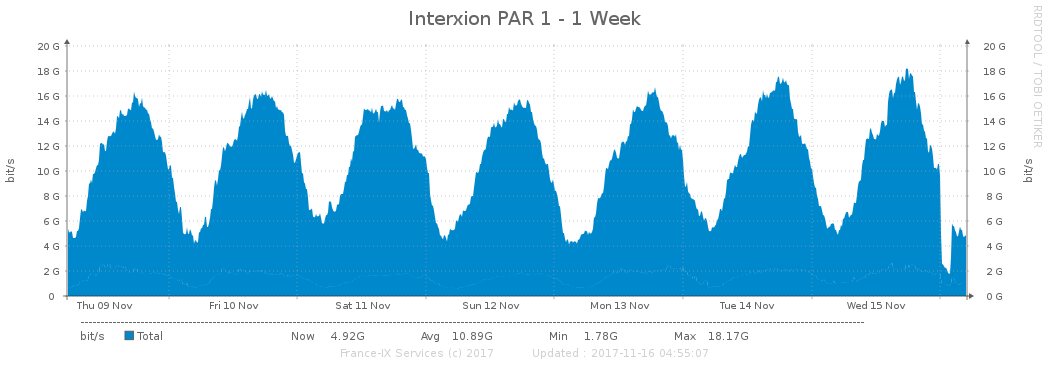 Interxion PAR 1 - 1 Week
RRDTOOL / TOBI OETIKER
bit/s
20 G
18 G
16 G
14 G
12 G
10 G
8 G
6 G
4 G
2 G
0
20 G
18 G
16 G
14 G
12 G
10 G
8 G
6 G
4 G
2 G
0 G
bit/s
Thu 09 Nov Fri 10 Nov Sat 11 Nov Sun 12 Nov Mon 13 Nov Tue 14 Nov Wed 15 Nov
bit/s Total Now 4.92G Avg 10.89G Min 1.78G Max 18.17G
France-IX Services (c) 2017 Updated : 2017-11-16 04:55:07